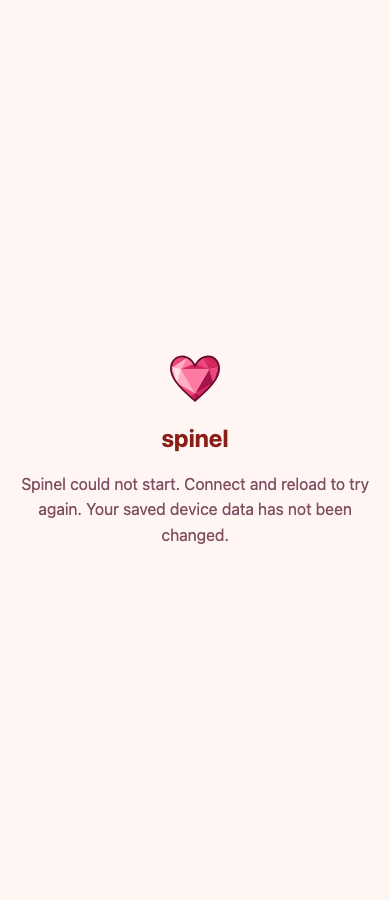 spinel
Spinel could not start. Connect and reload to try
again. Your saved device data has not been
changed.